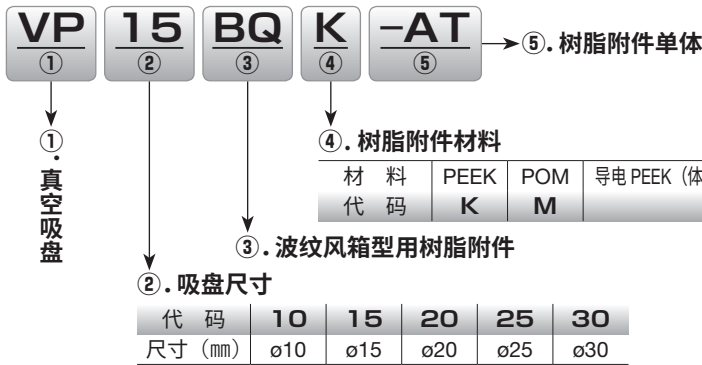 VP 15 BQ K -AT
① ② ③ ④ ⑤
⑤. 树脂附件单体
①. 真空吸盘
④. 树脂附件材料
材 料 PEEK POM 导电 PEEK（体
代 码 K M
③. 波纹风箱型用树脂附件
②. 吸盘尺寸
代 码 10 15 20 25 30
尺寸（㎜） ø10 ø15 ø20 ø25 ø30